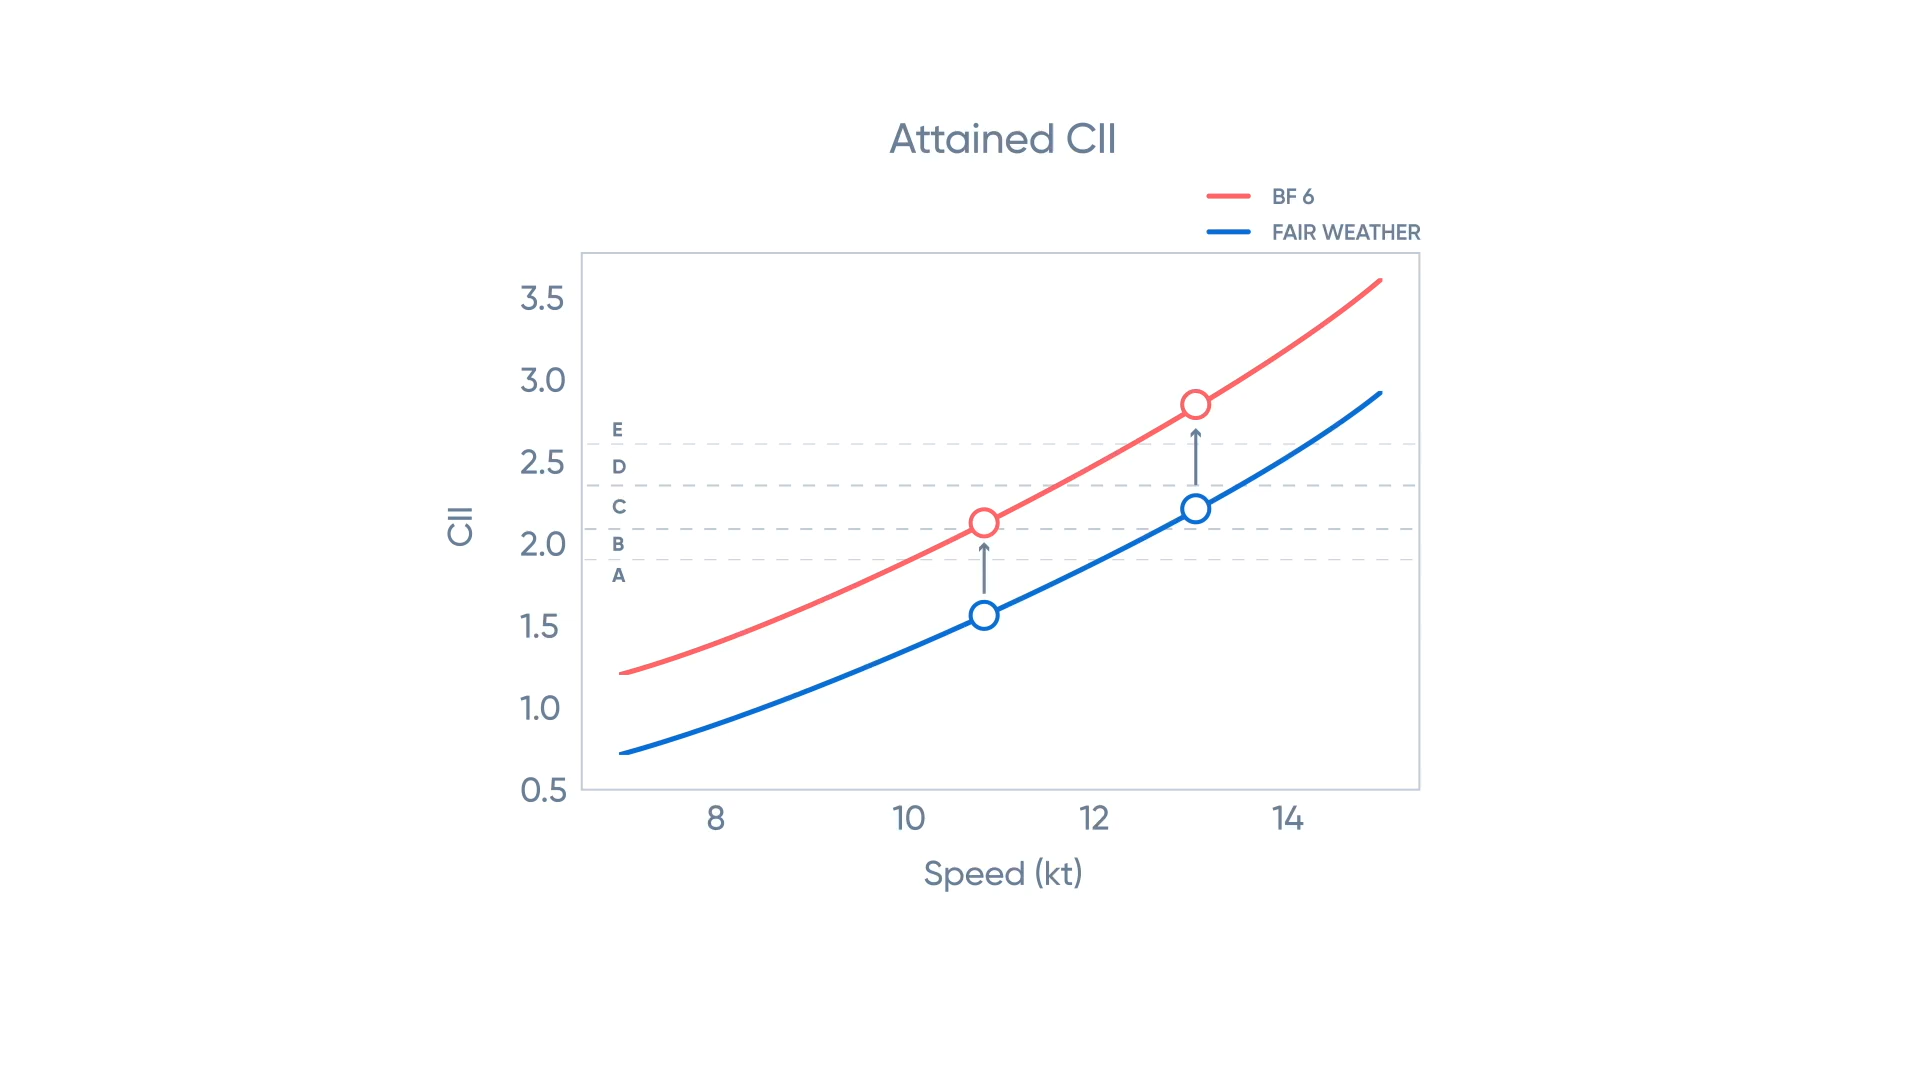 Attained CII
BF 6
FAIR WEATHER
3.5
3.0
2.5
2.0
1.5
1.0
0.5
CII
E
D
C
B
A
8 10 12 14
Speed (kt)